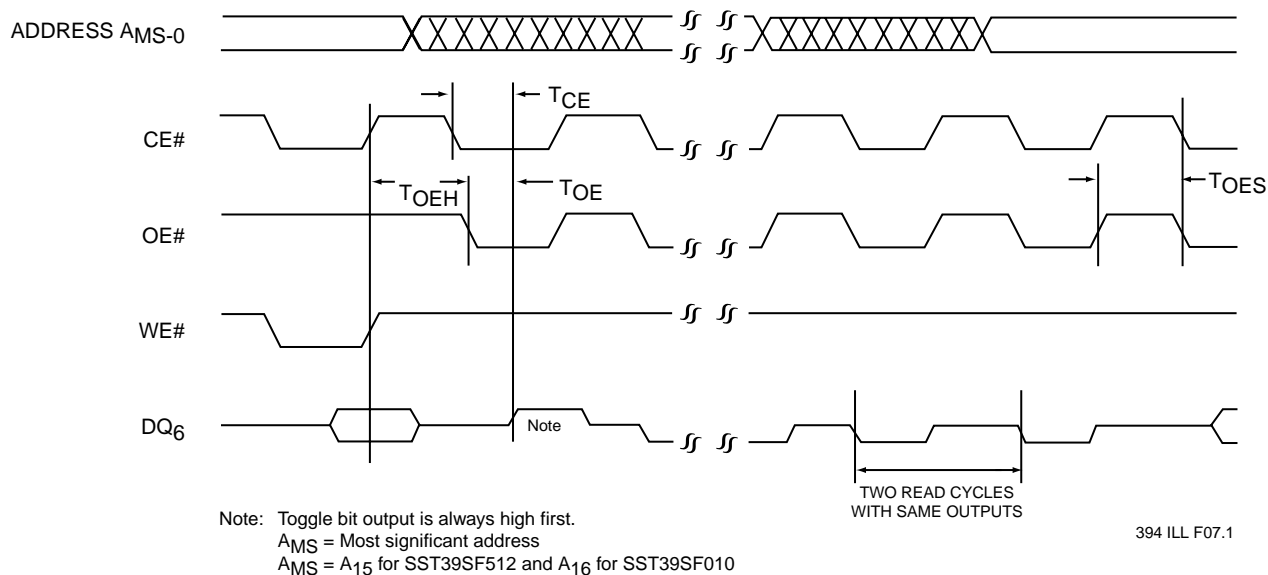 ADDRESS AMS-0
TCE
CE#
TOEH
TOE
TOES
OE#
WE#
DQ6
Note
TWO READ CYCLES
WITH SAME OUTPUTS
Note: Toggle bit output is always high first.
AMS = Most significant address
AMS = A15 for SST39SF512 and A16 for SST39SF010
394 ILL F07.1